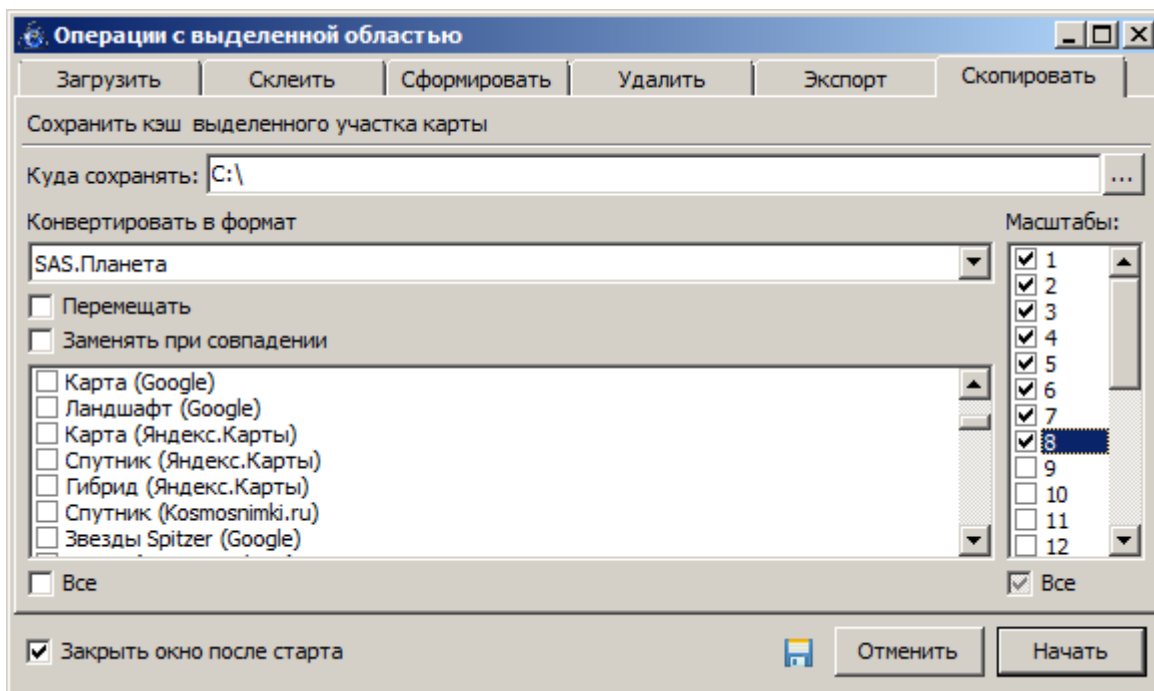 Операции с выделенной областью
Загрузить Склеить Сформировать Удалить Экспорт Скопировать
Сохранить кэш выделенного участка карты
Куда сохранять: C:\ ...
Конвертировать в формат Масштабы:
SAS.Планета
1
2
3
4
5
6
7
8
9
10
11
12
Перемещать
Заменять при совпадении
Карта (Google)
Ландшафт (Google)
Карта (Яндекс.Карты)
Спутник (Яндекс.Карты)
Гибрид (Яндекс.Карты)
Спутник (Kosmosnimki.ru)
Звезды Spitzer (Google)
Все Все
Закрыть окно после старта Отменить Начать